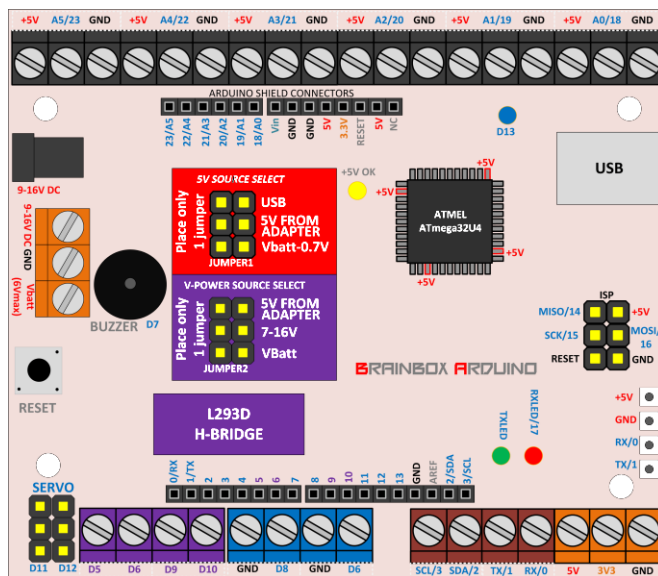 +5V A5/23 GND +5V A4/22 GND +5V A3/21 GND +5V A2/20 GND +5V A1/19 GND +5V A0/18 GND
ARDUINO SHIELD CONNECTORS
23/A5 22/A4 21/A3 20/A2 19/A1 18/A0 Vin GND GND 5V 3.3V RESET 5V NC
D13
9-16V DC
USB
5V SOURCE SELECT
Place only
1 jumper
USB
5V FROM
ADAPTER
Vbatt-0.7V
JUMPER1
+5V OK
+5V
+5V
+5V
+5V
ATMEL
ATmega32U4
9-16V DC
GND
Vbatt
(6Vmax)
BUZZER D7
V-POWER SOURCE SELECT
Place only
1 jumper
5V FROM
ADAPTER
7-16V
VBatt
JUMPER2
ISP
MISO/14 +5V
SCK/15 MOSI/
16
RESET GND
BRAINBOX ARDUINO
RESET
L293D
H-BRIDGE
+5V
GND
RX/0
TX/1
TXLED
RXLED/17
0/RX 1/TX 2 3 4 5 6 7 8 9 10 11 12 13 GND AREF 2/SDA 3/SCL
SERVO
D11 D12 D5 D6 D9 D10 GND D8 GND D6 SCL/3 SDA/2 TX/1 RX/0 5V 3V3 GND